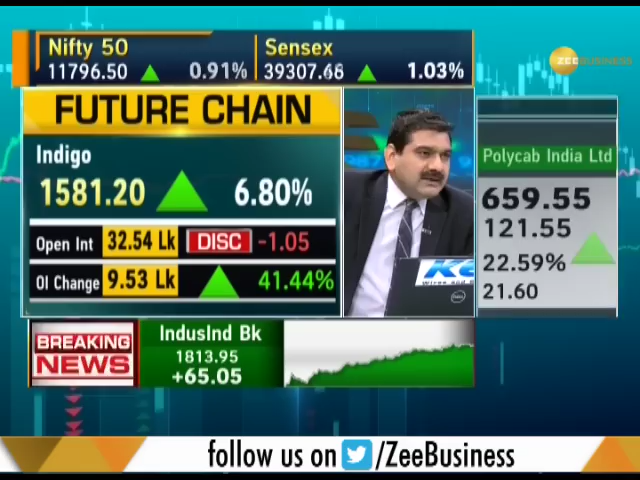 Nifty 50
11796.50 0.91%
Sensex
39307.68 1.03%
ZEE BUSINESS
FUTURE CHAIN
Indigo
1581.20 6.80%
Open Int 32.54 Lk DISC -1.05
OI Change 9.53 Lk 41.44%
DELL
Polycab India Ltd
659.55
121.55
22.59%
21.60
BREAKING
NEWS
IndusInd Bk
1813.95
+65.05
follow us on /ZeeBusiness